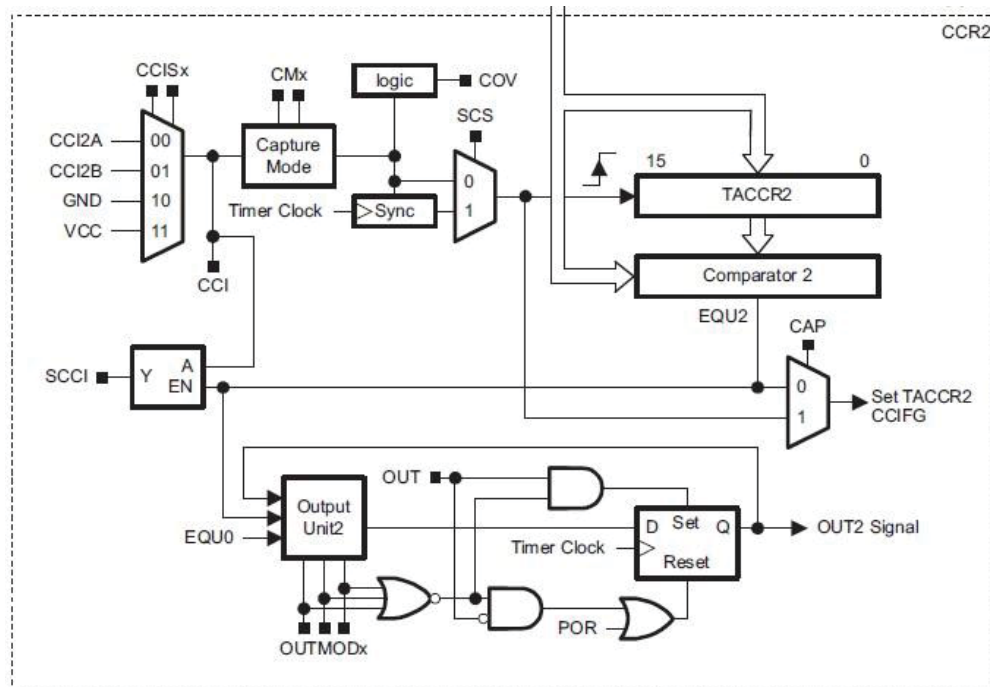 CCR2
CCISx
CMx
logic
COV
SCS
CCI2A
00
CCI2B
01
GND
10
VCC
11
Capture
Mode
Timer Clock
Sync
0
1
15
0
TACCR2
Comparator 2
EQU2
CCI
CAP
SCCI
Y
A
EN
0
1
Set TACCR2
CCIFG
OUT
Output
Unit2
EQU0
D
Set
Q
OUT2 Signal
Timer Clock
Reset
POR
OUTMODx